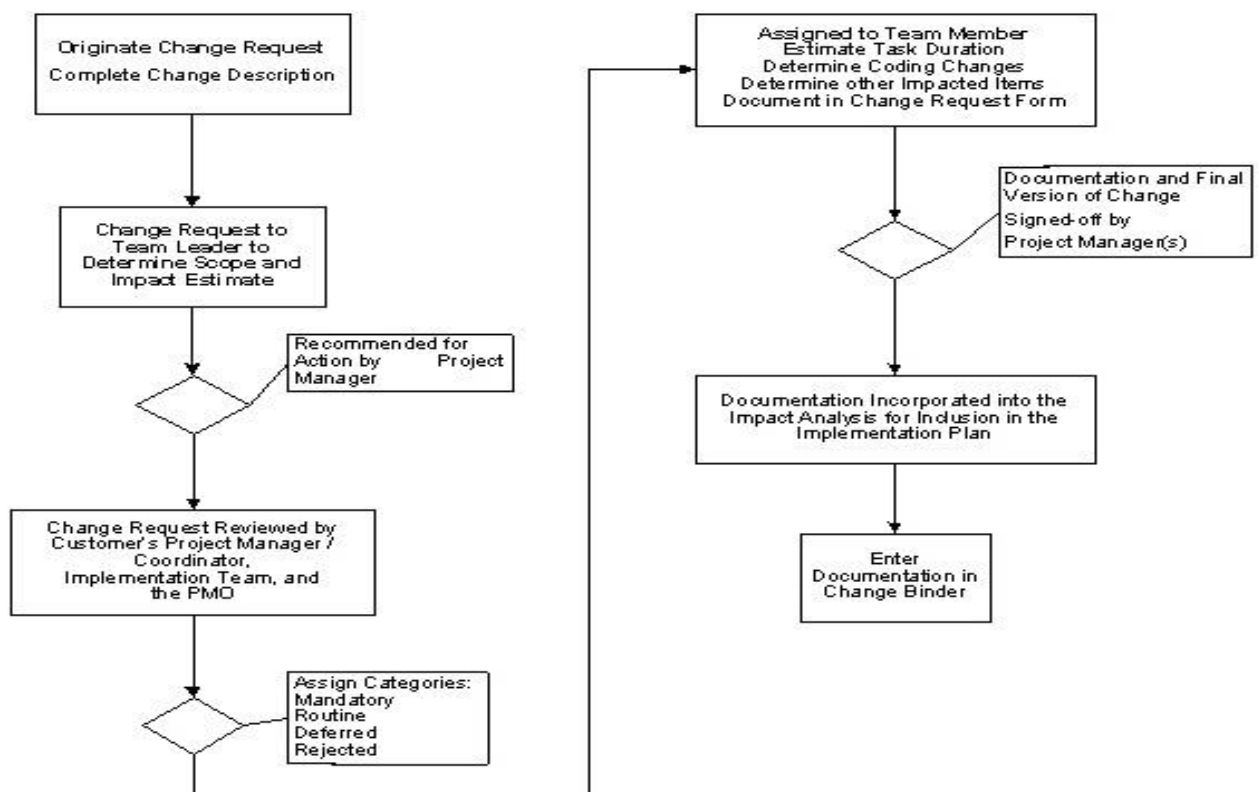 Originate Change Request
Complete Change Description
Change Request to
Team Leader to
Determine Scope and
Impact Estimate
Recommended for
Action by Project
Manager
Change Request Reviewed by
Customer's Project Manager /
Coordinator,
Implementation Team, and
the PMO
Assign Categories:
Mandatory
Routine
Deferred
Rejected
Assigned to Team Member
Estimate Task Duration
Determine Coding Changes
Determine other Impacted Items
Document in Change Request Form
Documentation and Final
Version of Change
Signed-off by
Project Manager(s)
Documentation Incorporated into the
Impact Analysis for Inclusion in the
Implementation Plan
Enter
Documentation in
Change Binder